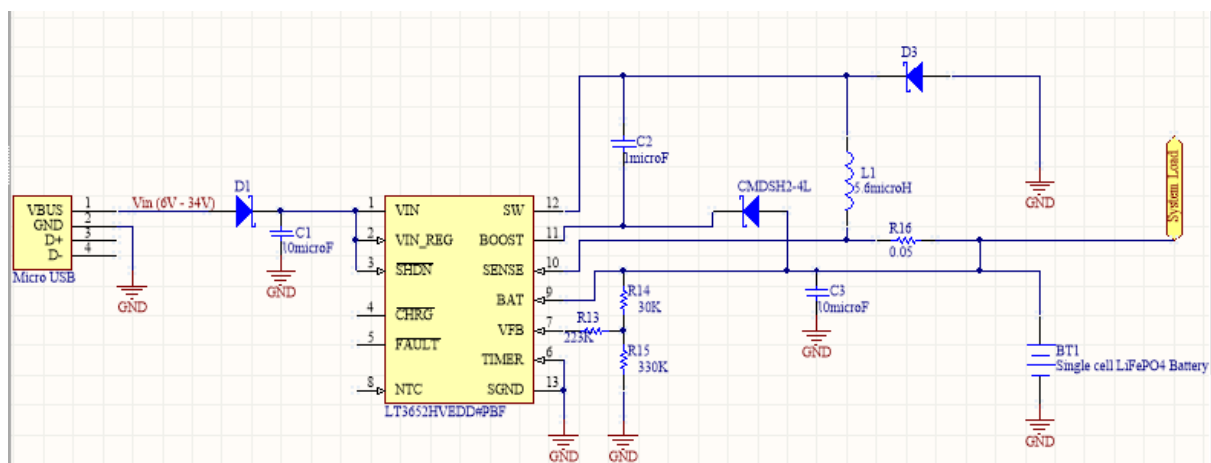 D3
C2
1microF
L1
5.6microH
CMDSH2-4L
GND
System Load
D1
Vin (6V - 34V)
VBUS 1
GND 2
D+ 3
D- 4
Micro USB
GND
C1
10microF
GND
1 VIN SW 12
2 VIN_REG BOOST 11
3 SHDN SENSE 10
4 CHRG BAT 9
5 FAULT VFB 7
TIMER 6
8 NTC SGND 13
LT3652HVEDD#PBF
R16
0.05
R14
30K
R13
223K
R15
330K
C3
10microF
GND
BT1
Single cell LiFePO4 Battery
GND
GND
GND